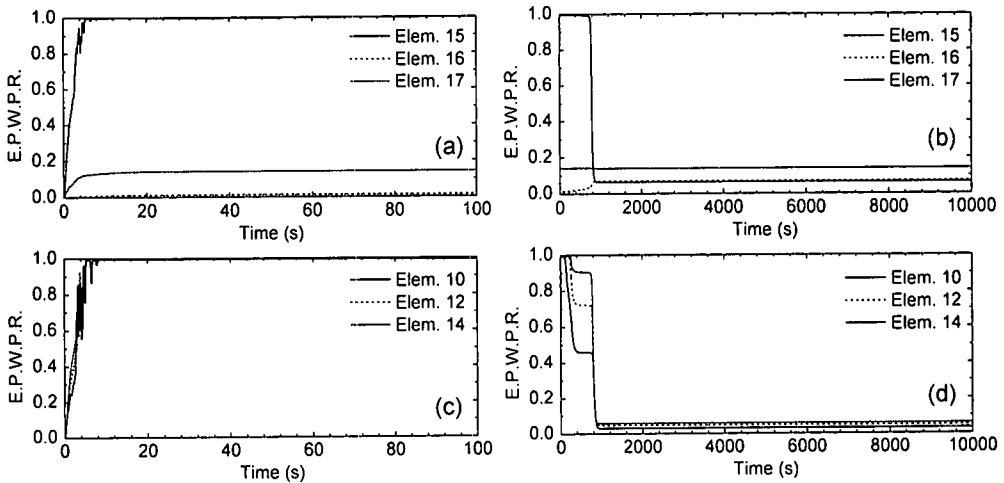 1.0
0.8
0.6
0.4
0.2
0.0
E.P.W.P.R.
Elem. 15
Elem. 16
Elem. 17
(a)
0 20 40 60 80 100
Time (s)
1.0
0.8
0.6
0.4
0.2
0.0
E.P.W.P.R.
Elem. 15
Elem. 16
Elem. 17
(b)
0 2000 4000 6000 8000 10000
Time (s)
1.0
0.8
0.6
0.4
0.2
0.0
E.P.W.P.R.
Elem. 10
Elem. 12
Elem. 14
(c)
0 20 40 60 80 100
Time (s)
1.0
0.8
0.6
0.4
0.2
0.0
E.P.W.P.R.
Elem. 10
Elem. 12
Elem. 14
(d)
0 2000 4000 6000 8000 10000
Time (s)